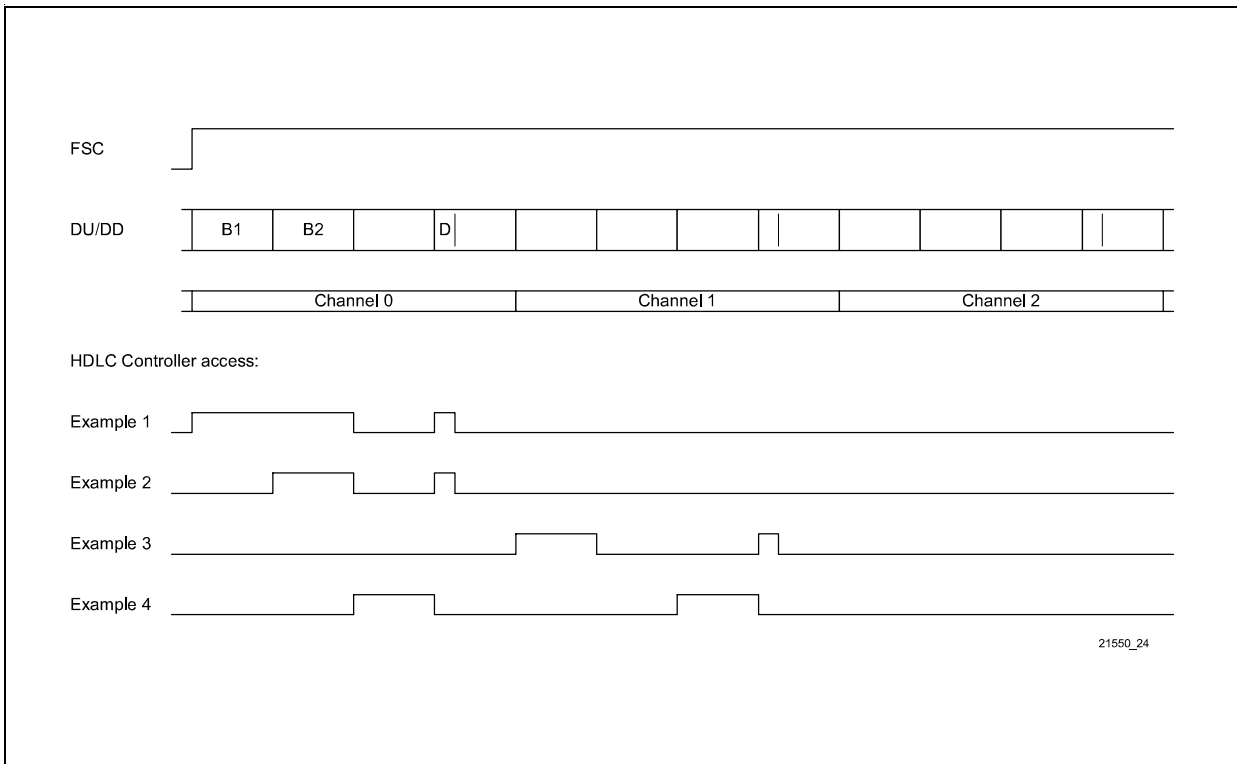 FSC
DU/DD B1 B2 D
Channel 0 Channel 1 Channel 2
HDLC Controller access:
Example 1
Example 2
Example 3
Example 4
21550_24